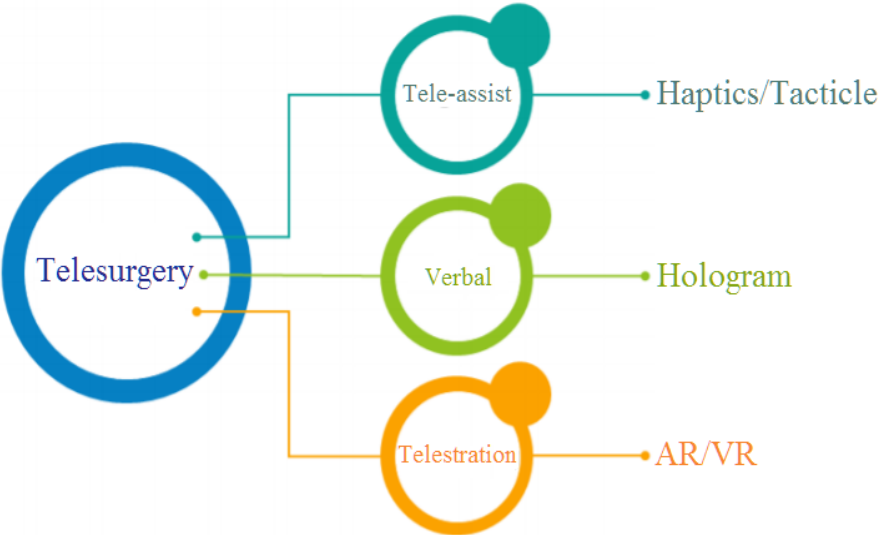 Telesurgery
Tele-assist
Haptics/Tacticle
Verbal
Hologram
Telestration
AR/VR